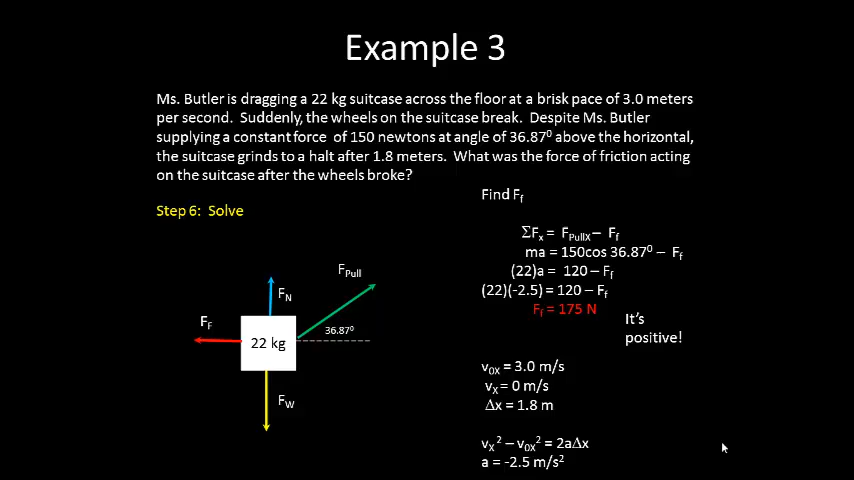 Example 3
Ms. Butler is dragging a 22 kg suitcase across the floor at a brisk pace of 3.0 meters
per second. Suddenly, the wheels on the suitcase break. Despite Ms. Butler
supplying a constant force of 150 newtons at angle of 36.87⁰ above the horizontal,
the suitcase grinds to a halt after 1.8 meters. What was the force of friction acting
on the suitcase after the wheels broke?
Step 6: Solve
Find Ff
ΣFx = FPullX – Ff
ma = 150cos 36.87⁰ – Ff
(22)a = 120 – Ff
(22)(-2.5) = 120 – Ff
Ff = 175 N
It's
positive!
v0X = 3.0 m/s
vX = 0 m/s
Δx = 1.8 m
vX² – v0X² = 2aΔx
a = -2.5 m/s²
FPull
FN
FF
36.87⁰
22 kg
FW